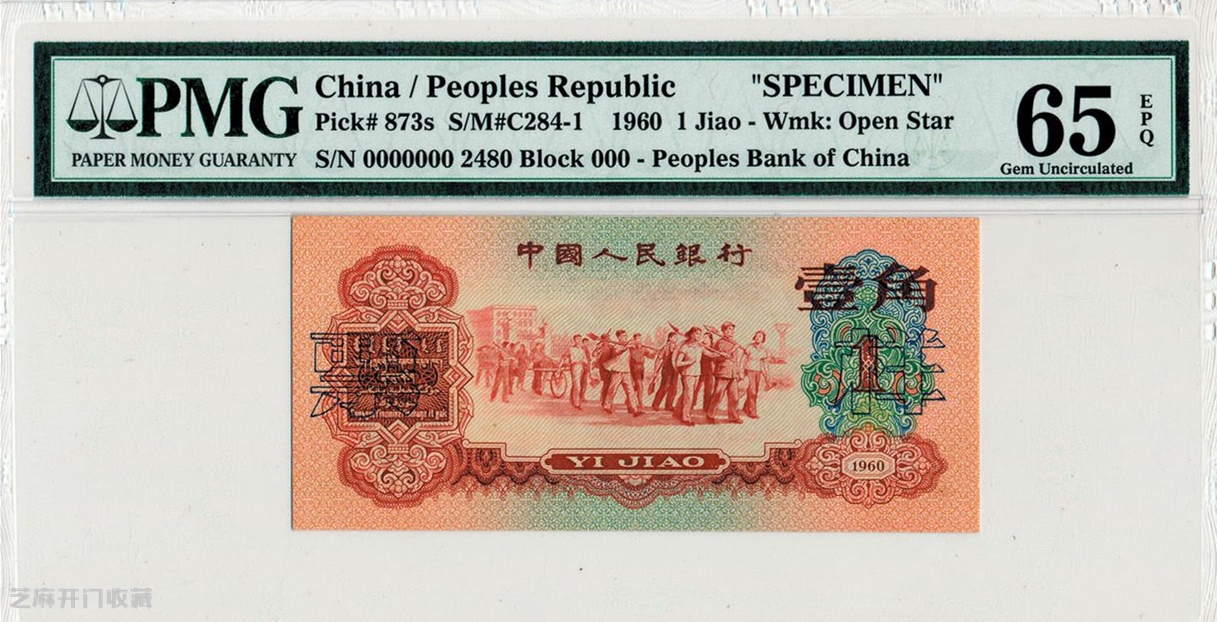 PMG
PAPER MONEY GUARANTY
China / Peoples Republic "SPECIMEN"
Pick# 873s S/M#C284-1 1960 1 Jiao - Wmk: Open Star
S/N 0000000 2480 Block 000 - Peoples Bank of China
65
EPQ
Gem Uncirculated
中國人民銀行
壹角
1
YI JIAO
1960
芝麻开门收藏